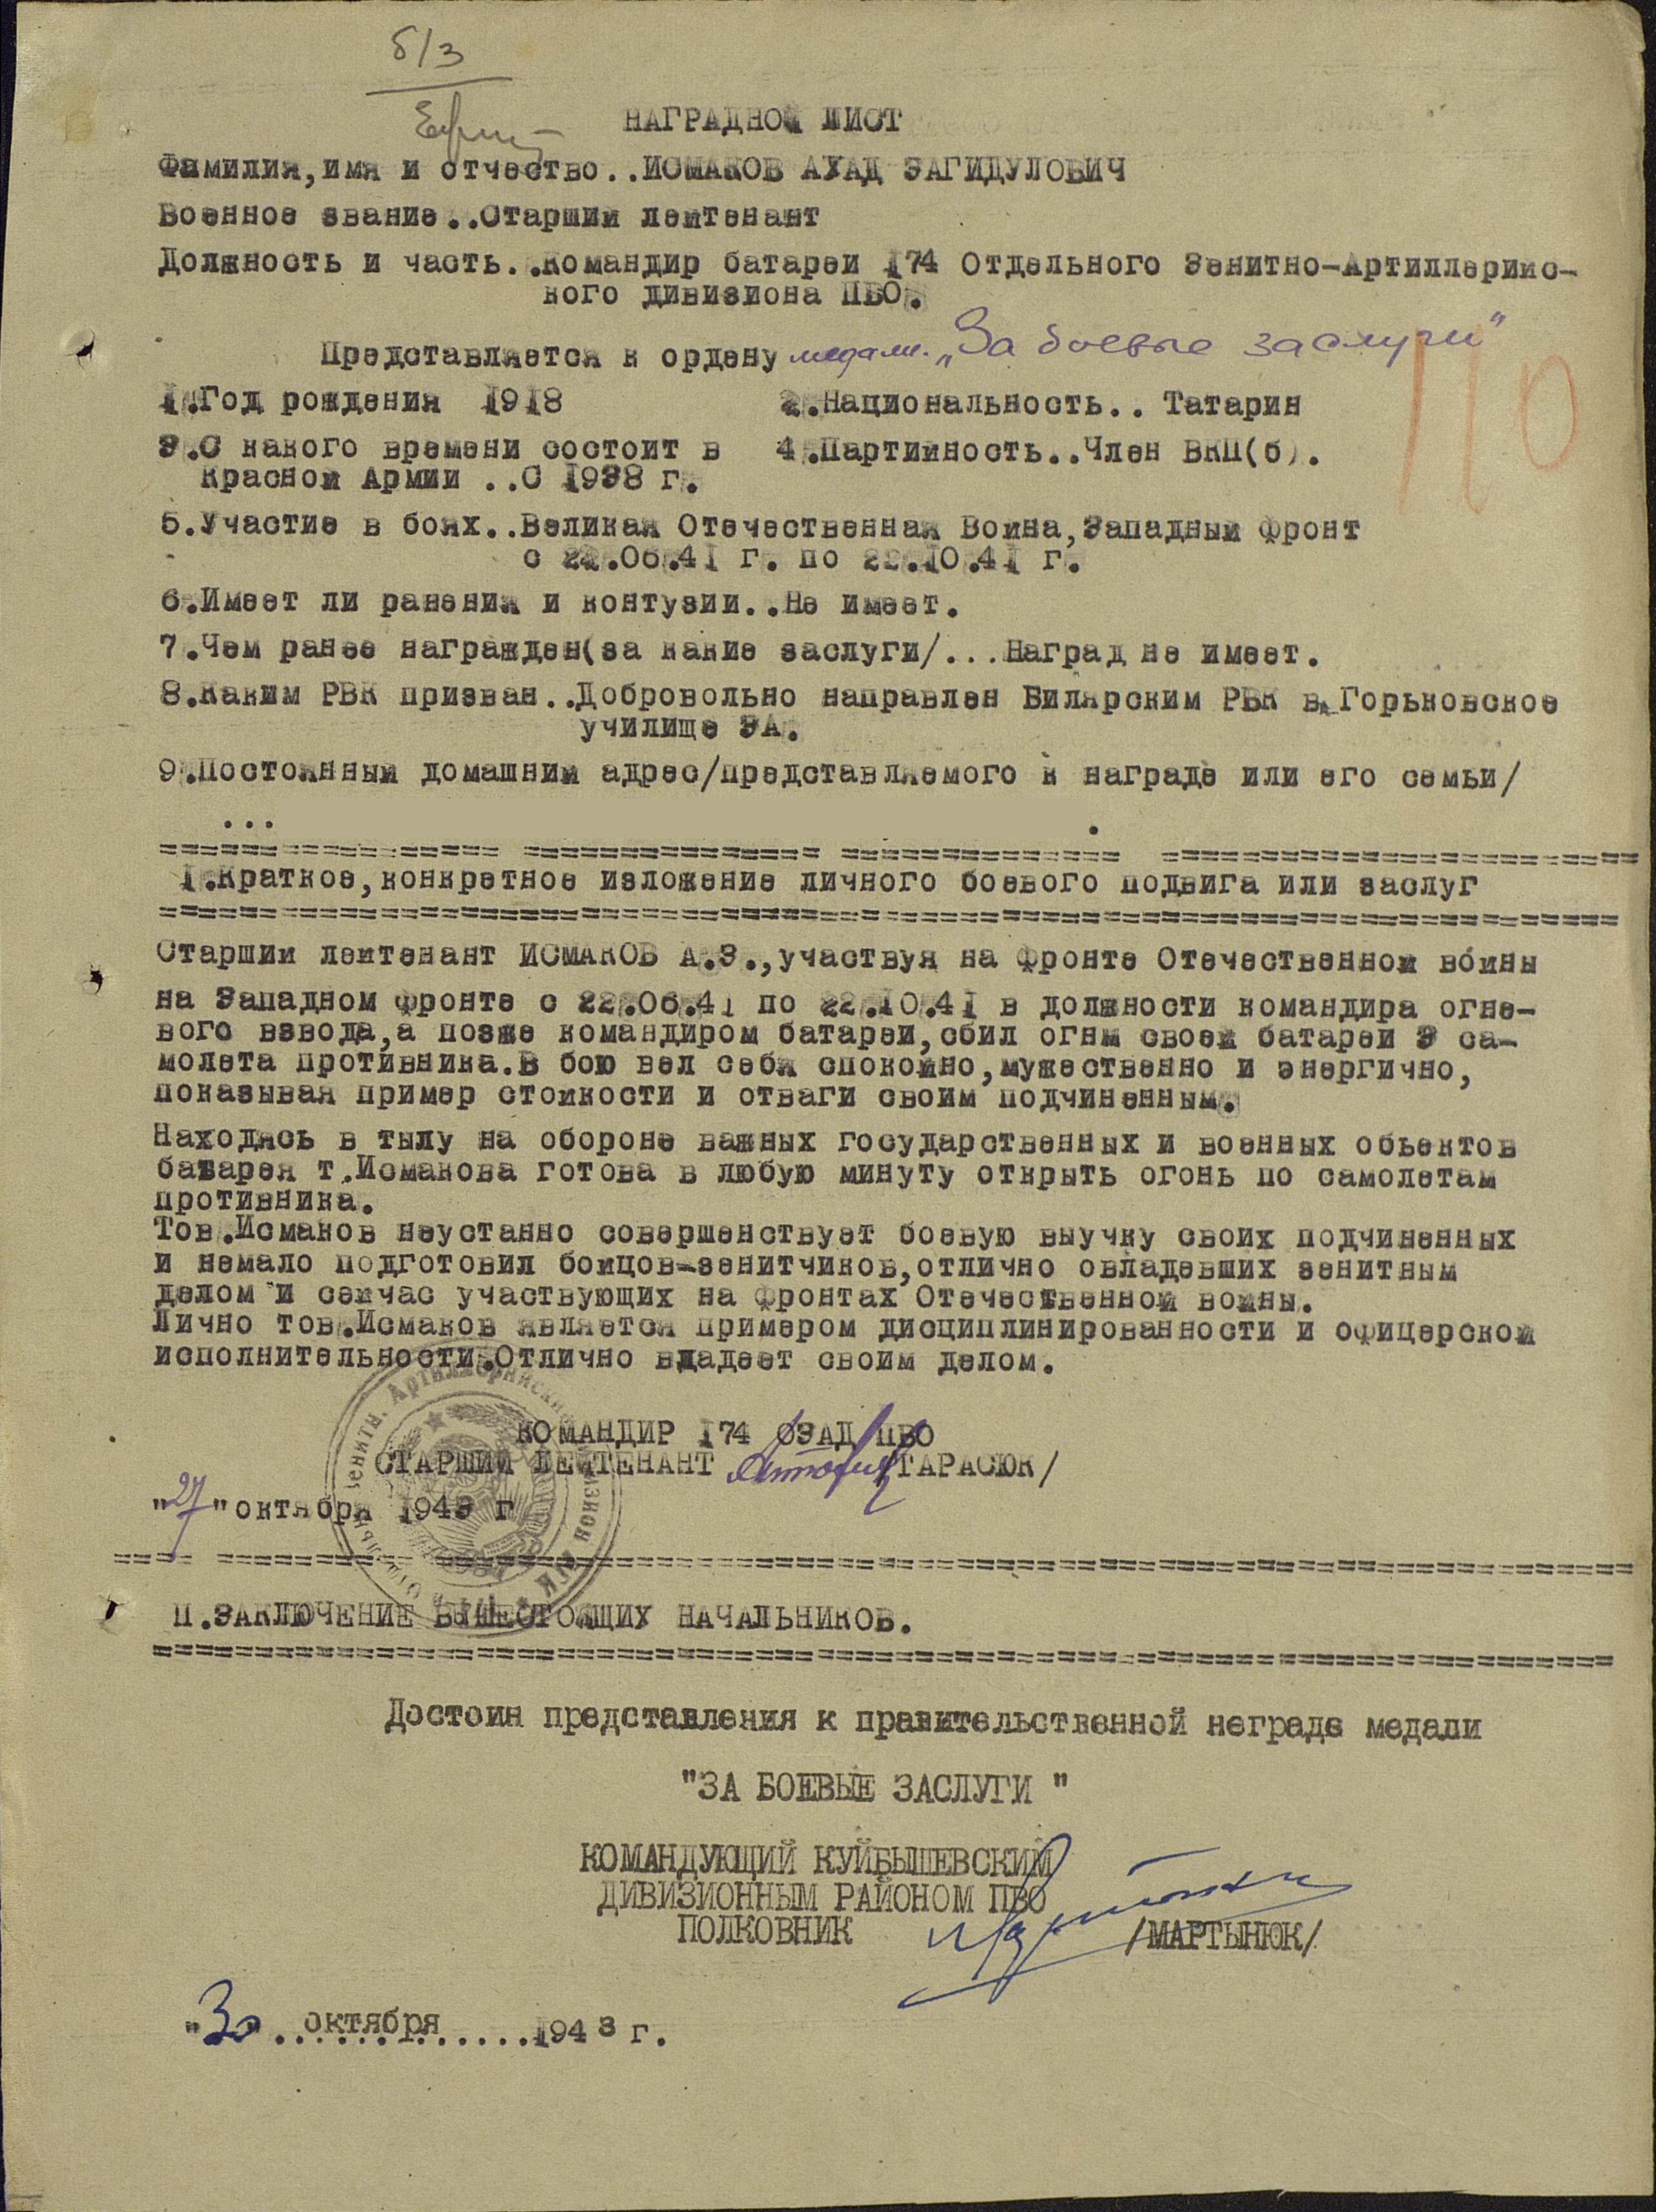 б/з
НАГРАДНОЙ ЛИСТ
Фамилия,имя и отчество..ИСМАКОВ АХАД ЗАГИДУЛОВИЧ
Военное звание..Старший лейтенант
Должность и часть..Командир батареи 174 Отдельного Зенитно-Артиллерийс-
кого дивизиона ПВО.
Представляется к ордену медали „За боевые заслуги"
1.Год рождения 1918 2.Национальность.. Татарин
3.С какого времени состоит в 4.Партийность..Член ВКП(б).
Красной Армии ..С 1938 г.
110
5.Участие в боях..Великая Отечественная Война,Западный фронт
с 22.06.41 г. по 22.10.41 г.
6.Имеет ли ранения и контузии..Не имеет.
7.Чем ранее награжден(за какие заслуги/...Наград не имеет.
8.Каким РВК призван..Добровольно направлен Билярским РВК в Горьковское
училище ЗА.
9.Постоянный домашний адрес/представляемого к награде или его семьи/
... .
1.Краткое,конкретное изложение личного боевого подвига или заслуг
Старший лейтенант ИСМАКОВ А.З.,участвуя на фронте Отечественной войны
на Западном фронте с 22.06.41 по 22.10.41 в должности командира огне-
вого взвода,а позже командиром батареи,сбил огнм своей батареи 3 са-
молета противника.В бою вел себя спокойно,мужественно и энергично,
показывая пример стойкости и отваги своим подчиненным.
Находясь в тылу на обороне важных государственных и военных обьектов
батарея т.Исмакова готова в любую минуту открыть огонь по самолетам
противника.
Тов.Исмаков неустанно совершенствует боевую выучку своих подчиненных
и немало подготовил бойцов-зенитчиков,отлично овладевших зенитным
делом и сейчас участвующих на фронтах Отечественной войны.
Лично тов.Исмаков является примером дисциплинированности и офицерской
исполнительности.Отлично владеет своим делом.
КОМАНДИР 174 ОЗАД ПВО
СТАРШИЙ ЛЕЙТЕНАНТ /ТАРАСЮК/
"27"октября 1943 г
П.ЗАКЛЮЧЕНИЕ ВЫШЕСТОЯЩИХ НАЧАЛЬНИКОВ.
Достоин представления к правительственной награде медали
"ЗА БОЕВЫЕ ЗАСЛУГИ "
КОМАНДУЮЩИЙ КУЙБЫШЕВСКИМ
ДИВИЗИОННЫМ РАЙОНОМ ПВО
ПОЛКОВНИК /МАРТЫНЮК/
"30"..октября......1943 г.